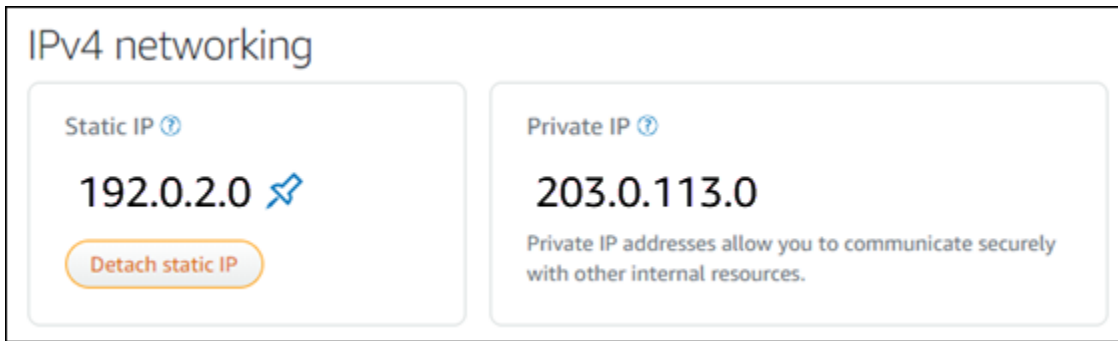 IPv4 networking
Static IP
Private IP
192.0.2.0
203.0.113.0
Detach static IP
Private IP addresses allow you to communicate securely
with other internal resources.